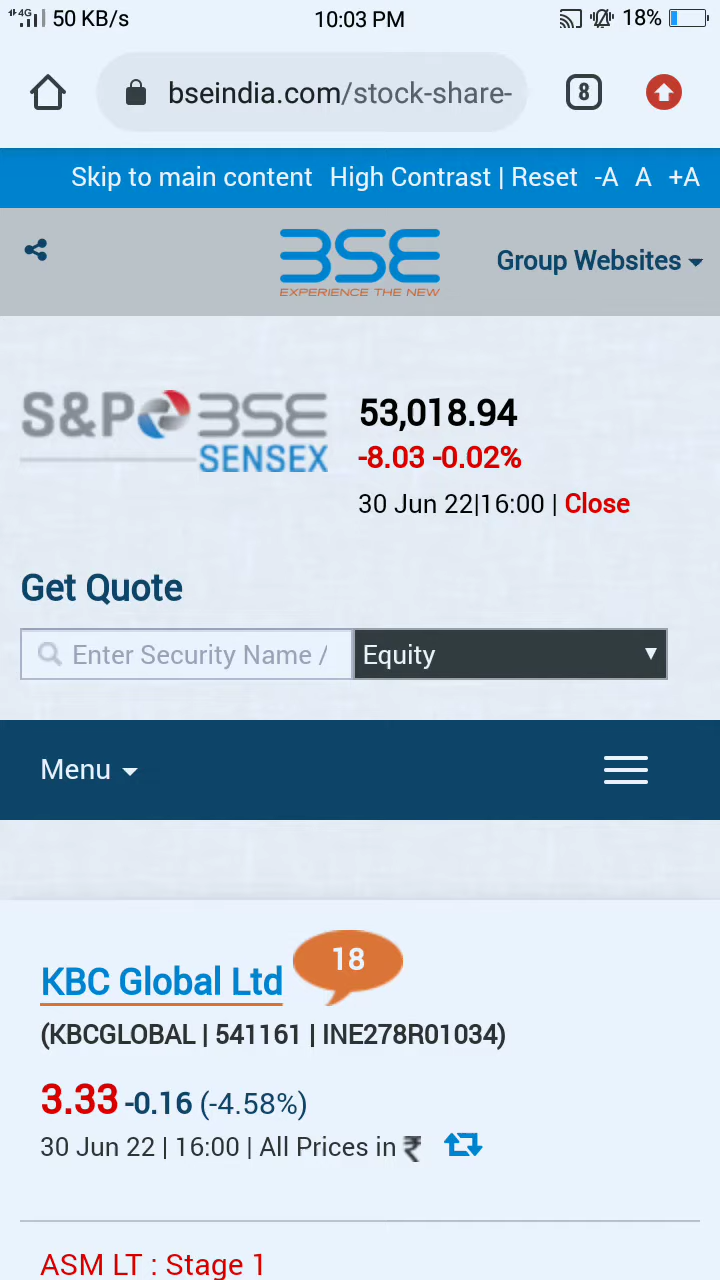 4G 50 KB/s 10:03 PM 18%
bseindia.com/stock-share- 8
Skip to main content High Contrast | Reset -A A +A
BSE
EXPERIENCE THE NEW
Group Websites
S&P BSE
SENSEX
53,018.94
-8.03 -0.02%
30 Jun 22|16:00 | Close
Get Quote
Enter Security Name / Equity
Menu
KBC Global Ltd 18
(KBCGLOBAL | 541161 | INE278R01034)
3.33 -0.16 (-4.58%)
30 Jun 22 | 16:00 | All Prices in ₹
ASM LT : Stage 1